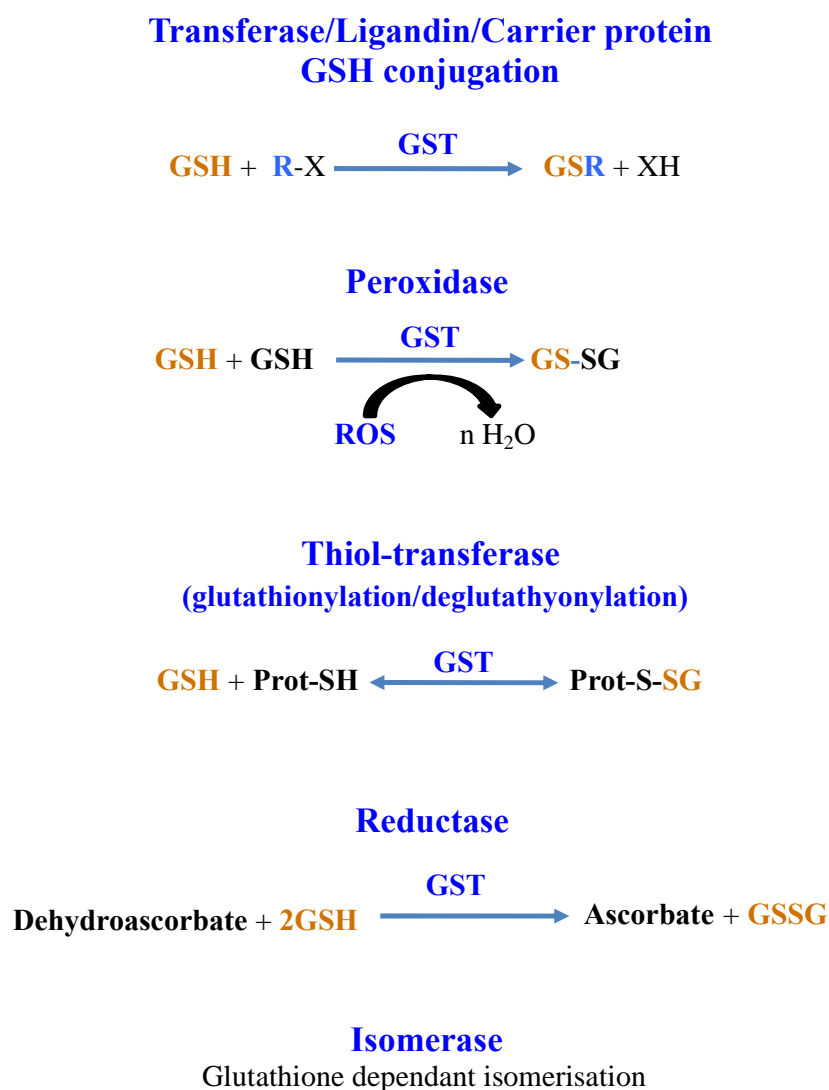 Transferase/Ligandin/Carrier protein
GSH conjugation
GST
GSH + R-X GSR + XH
Peroxidase
GST
GSH + GSH GS-SG
ROS n H₂O
Thiol-transferase
(glutathionylation/deglutathyonylation)
GST
GSH + Prot-SH Prot-S-SG
Reductase
GST
Dehydroascorbate + 2GSH Ascorbate + GSSG
Isomerase
Glutathione dependant isomerisation